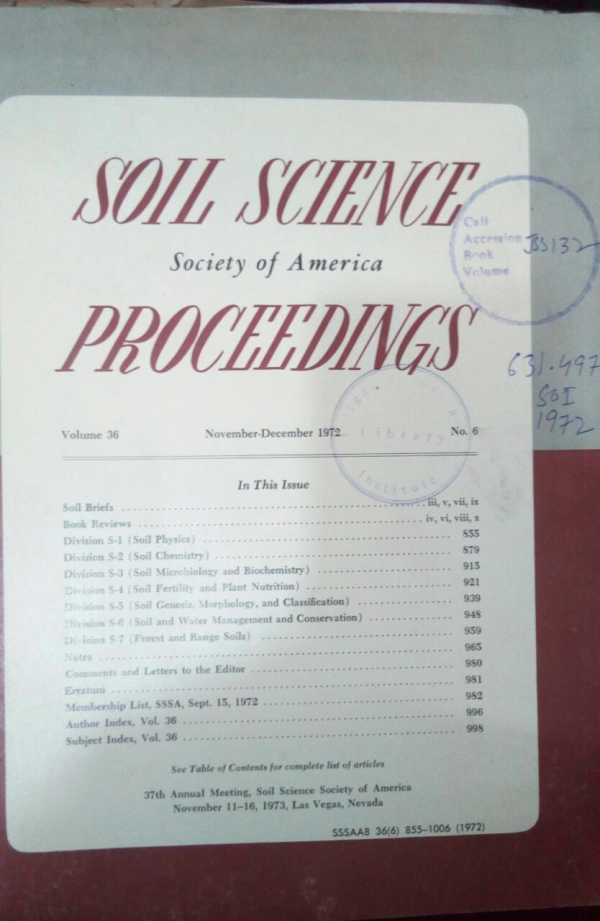 SOIL SCIENCE
Society of America
PROCEEDINGS
Call
Accession JBS132
Book
Volume
631.497
SOI
1972
Library
Institute
Volume 36 November-December 1972 No. 6
In This Issue
Soil Briefs iii, v, vii, ix
Book Reviews iv, vi, viii, x
Division S-1 (Soil Physics) 855
Division S-2 (Soil Chemistry) 879
Division S-3 (Soil Microbiology and Biochemistry) 915
Division S-4 (Soil Fertility and Plant Nutrition) 921
Division S-5 (Soil Genesis, Morphology, and Classification) 939
Division S-6 (Soil and Water Management and Conservation) 948
Division S-7 (Forest and Range Soils) 959
Notes 965
Comments and Letters to the Editor 980
Erratum 981
Membership List, SSSA, Sept. 15, 1972 982
Author Index, Vol. 36 996
Subject Index, Vol. 36 998
See Table of Contents for complete list of articles
37th Annual Meeting, Soil Science Society of America
November 11–16, 1973, Las Vegas, Nevada
SSSAA8 36(6) 855–1006 (1972)